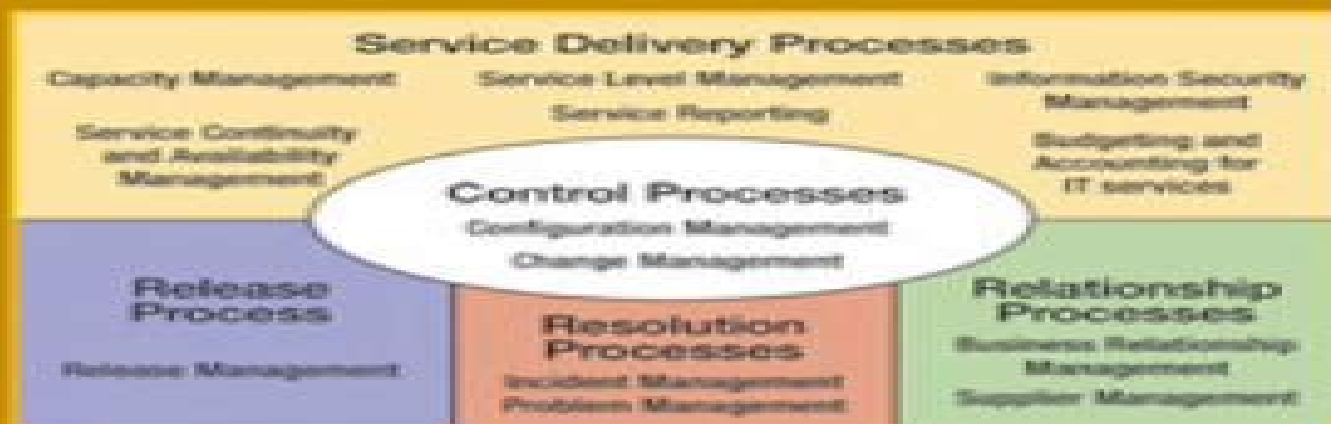 Service Delivery Processes
Capacity Management
Service Continuity
and Availability
Management
Service Level Management
Service Reporting
Information Security
Management
Budgeting and
Accounting for
IT services
Control Processes
Configuration Management
Change Management
Release
Process
Release Management
Resolution
Processes
Incident Management
Problem Management
Relationship
Processes
Business Relationship
Management
Supplier Management